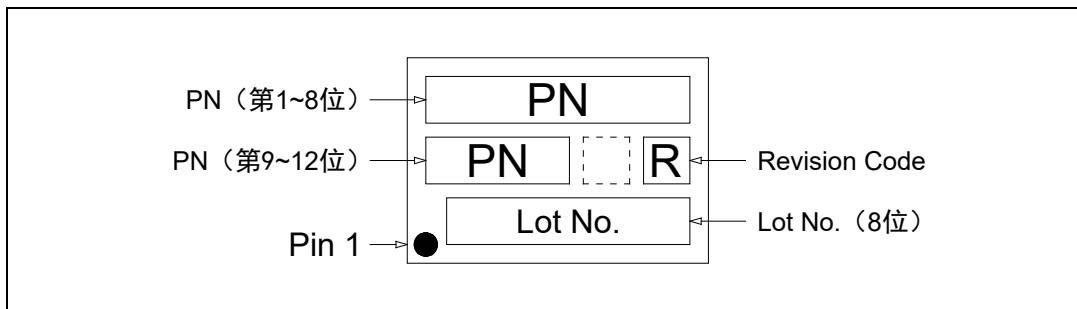 PN（第1~8位） PN
PN（第9~12位） PN R Revision Code
Lot No. Lot No.（8位）
Pin 1